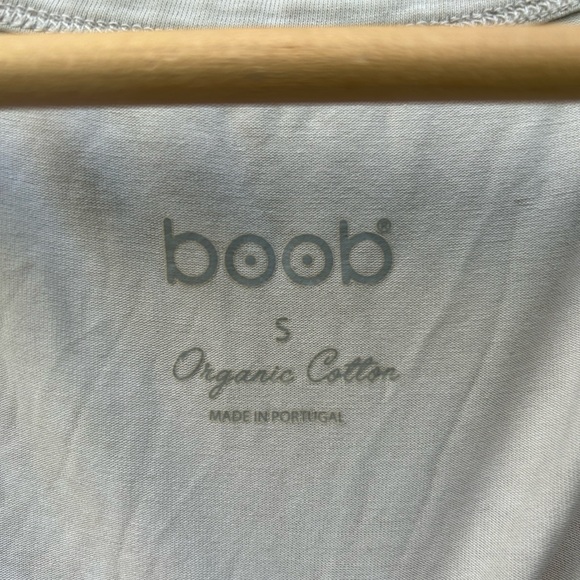 boob®
S
Organic Cotton
MADE IN PORTUGAL